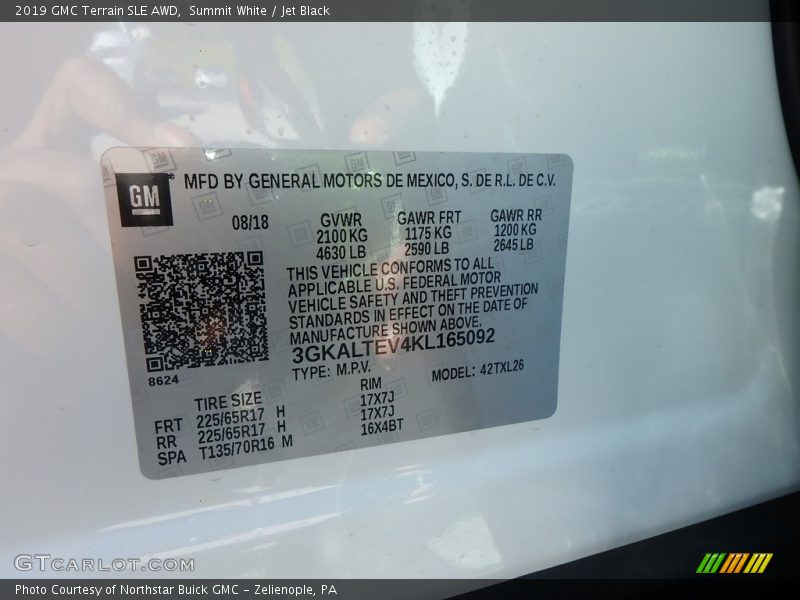 2019 GMC Terrain SLE AWD,  Summit White / Jet Black
GM
MFD BY GENERAL MOTORS DE MEXICO, S. DE R.L. DE C.V.
08/18 GVWR GAWR FRT GAWR RR
2100 KG 1175 KG 1200 KG
4630 LB 2590 LB 2645 LB
THIS VEHICLE CONFORMS TO ALL
APPLICABLE U.S. FEDERAL MOTOR
VEHICLE SAFETY AND THEFT PREVENTION
STANDARDS IN EFFECT ON THE DATE OF
MANUFACTURE SHOWN ABOVE.
3GKALTEV4KL165092
8624
TYPE: M.P.V. MODEL: 42TXL26
TIRE SIZE RIM
FRT 225/65R17 H 17X7J
RR 225/65R17 H 17X7J
SPA T135/70R16 M 16X4BT
GTcarlot.com
Photo Courtesy of Northstar Buick GMC - Zelienople, PA